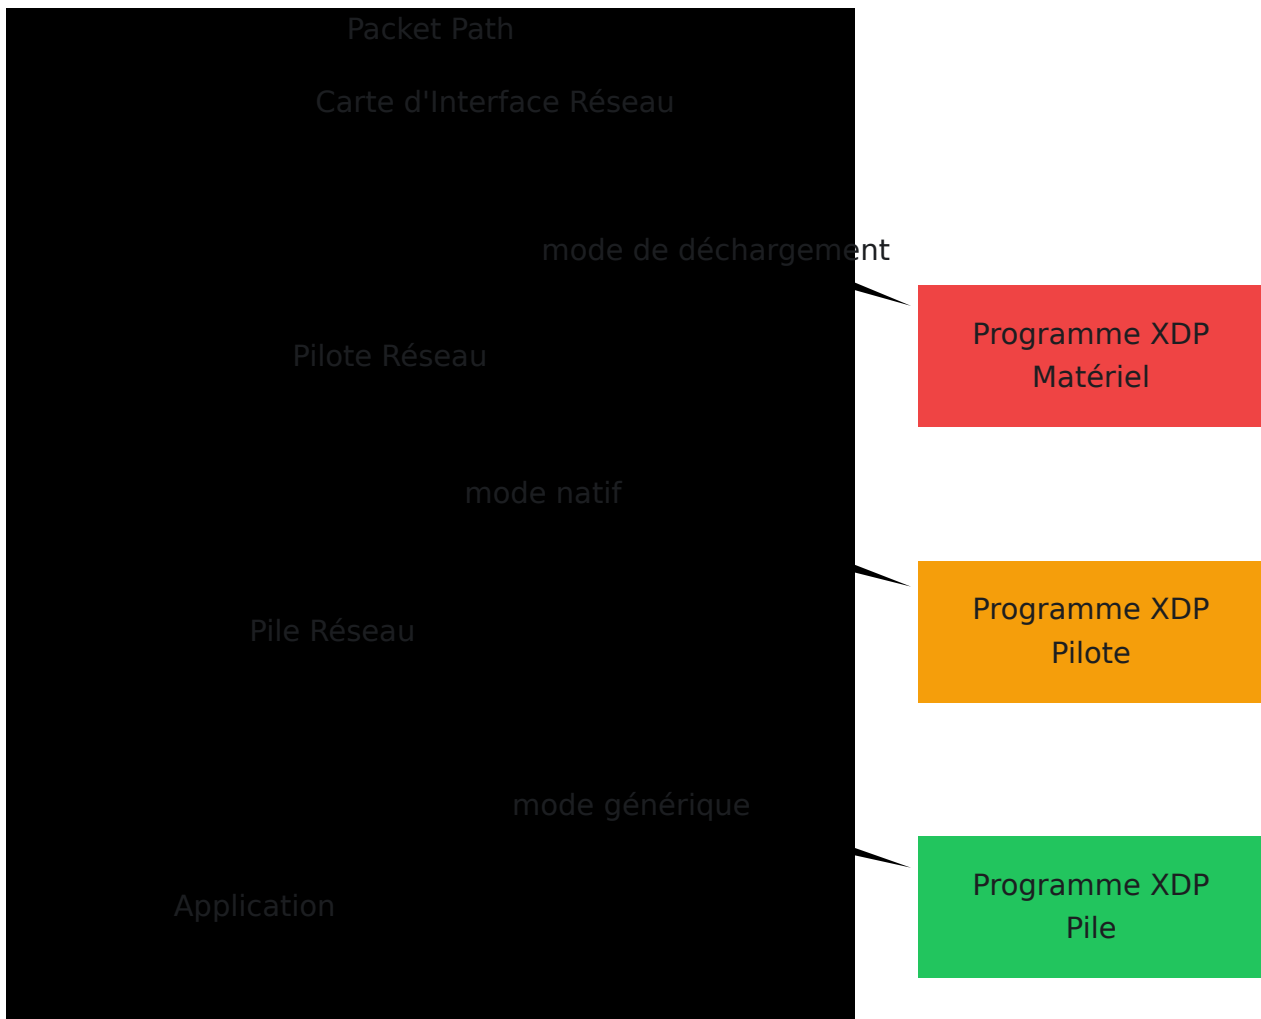 Packet Path
Carte d'Interface Réseau
mode de déchargement
Programme XDP
Matériel
Pilote Réseau
mode natif
Programme XDP
Pilote
Pile Réseau
mode générique
Programme XDP
Pile
Application